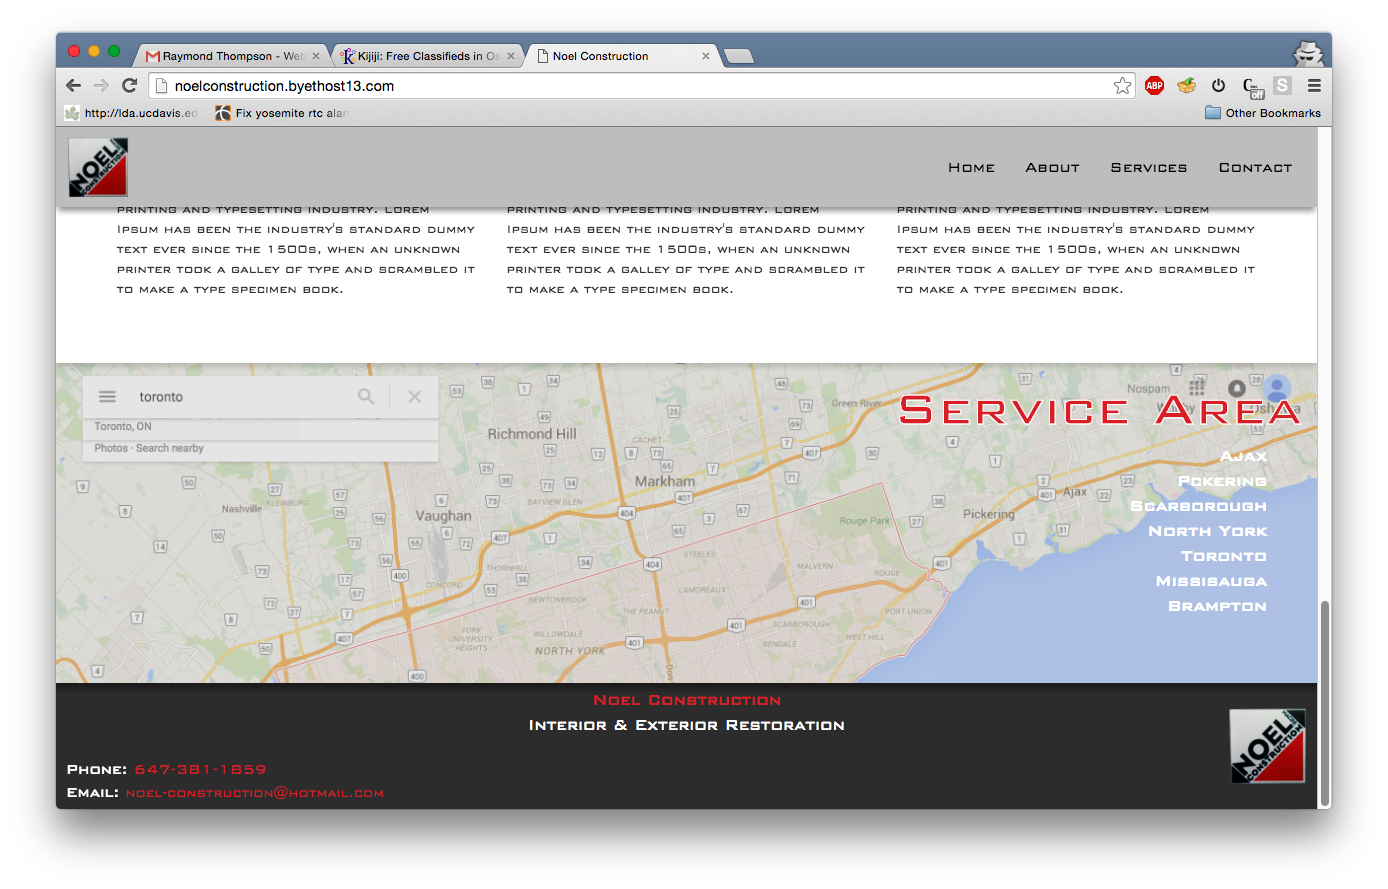 Raymond Thompson - Web
Kijiji: Free Classifieds in Os
Noel Construction
noelconstruction.byethost13.com
ABP
off
S
http://lda.ucdavis.ed
Fix yosemite rtc alar
Other Bookmarks
NOEL
CONSTRUCTION
Home
About
Services
Contact
printing and typesetting industry. Lorem
Ipsum has been the industry's standard dummy
text ever since the 1500s, when an unknown
printer took a galley of type and scrambled it
to make a type specimen book.
printing and typesetting industry. Lorem
Ipsum has been the industry's standard dummy
text ever since the 1500s, when an unknown
printer took a galley of type and scrambled it
to make a type specimen book.
printing and typesetting industry. Lorem
Ipsum has been the industry's standard dummy
text ever since the 1500s, when an unknown
printer took a galley of type and scrambled it
to make a type specimen book.
toronto
Toronto, ON
Photos · Search nearby
Nospam
Service Area
Ajax
Pckering
Scarborough
North York
Toronto
Missisauga
Brampton
Green River
Richmond Hill
CACHET
Markham
Nashville
KLEINBURG
BAYVIEW GLEN
Vaughan
Rouge Park
Pickering
Ajax
STEELES
THORNHILL
CONCORD
MALVERN
ROUGE
L'AMOREAUX
NEWTONBROOK
THE PEANUT
PORT UNION
SCARBOROUGH
YORK
UNIVERSITY
HEIGHTS
WILLOWDALE
NORTH YORK
BENDALE
WEST HILL
Noel Construction
Interior & Exterior Restoration
Phone: 647-381-1859
Email: noel-construction@hotmail.com
NOEL
CONSTRUCTION